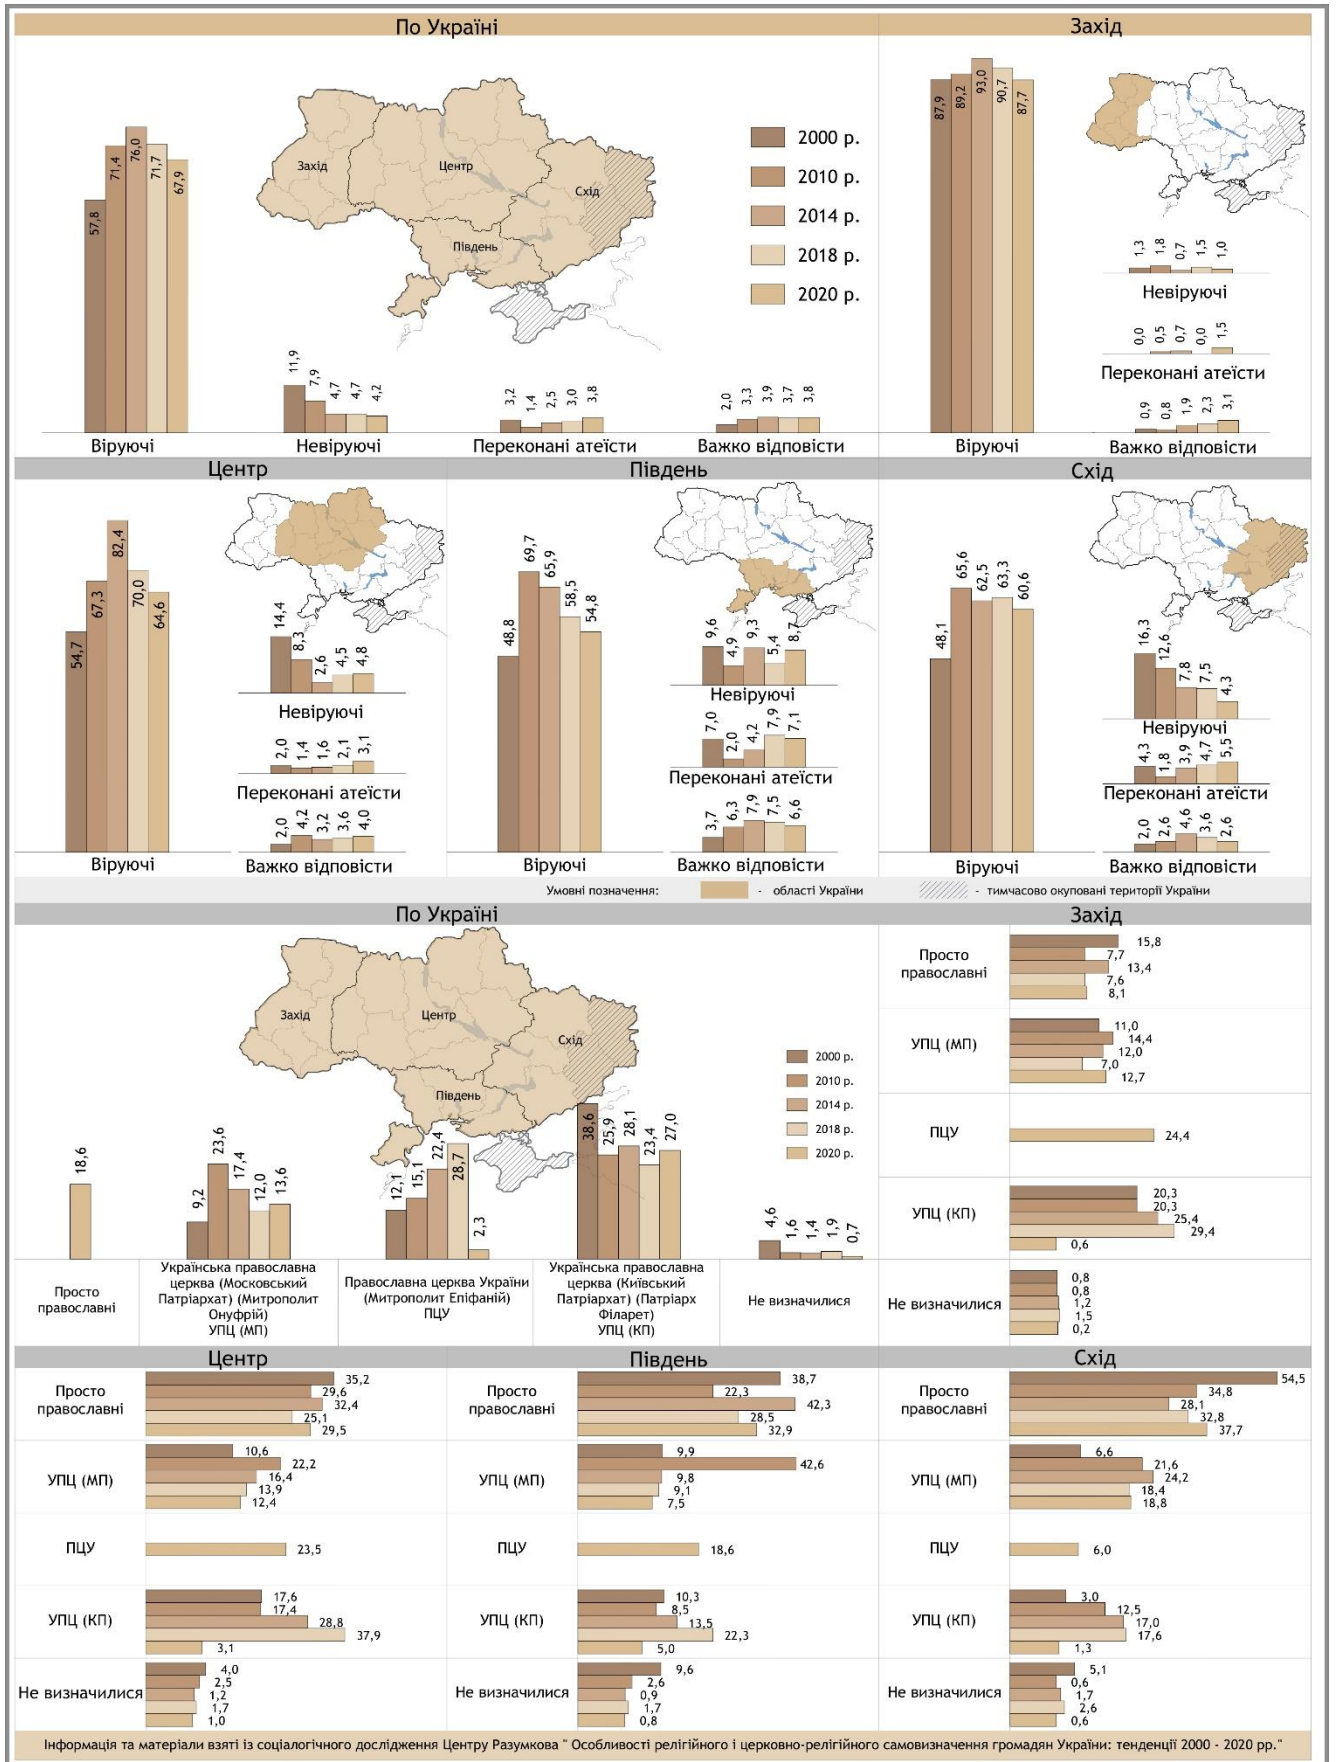 По Україні
Захід
57,8
71,4
76,0
71,7
67,9
Віруючі
11,9
7,9
4,7
4,7
4,2
Невіруючі
3,2
1,4
2,5
3,0
3,8
Переконані атеїсти
2,0
3,3
3,9
3,7
3,8
Важко відповісти
Захід
Центр
Схід
Південь
2000 р.
2010 р.
2014 р.
2018 р.
2020 р.
87,9
89,2
93,0
90,7
87,7
Віруючі
1,3
1,8
0,7
1,5
1,0
Невіруючі
0,0
0,5
0,7
0,0
1,5
Переконані атеїсти
0,9
0,8
1,9
2,3
3,1
Важко відповісти
Центр
Південь
Схід
54,7
67,3
82,4
70,0
64,6
Віруючі
14,4
8,3
2,6
4,5
4,8
Невіруючі
2,0
1,4
1,6
2,1
3,1
Переконані атеїсти
2,0
4,2
3,2
3,6
4,0
Важко відповісти
48,8
69,7
65,9
58,5
54,8
Віруючі
9,6
4,9
9,3
5,4
8,7
Невіруючі
7,0
2,0
4,2
7,9
7,1
Переконані атеїсти
3,7
6,3
7,9
7,5
6,6
Важко відповісти
48,1
65,6
62,5
63,3
60,6
Віруючі
16,3
12,6
7,8
7,5
4,3
Невіруючі
4,3
1,8
3,9
4,7
5,5
Переконані атеїсти
2,0
2,6
4,6
3,6
2,6
Важко відповісти
Умовні позначення: - області України - тимчасово окуповані території України
По Україні
Захід
Захід
Центр
Схід
Південь
2000 р.
2010 р.
2014 р.
2018 р.
2020 р.
18,6
Просто
православні
9,2
23,6
17,4
12,0
13,6
Українська православна
церква (Московський
Патріархат) (Митрополит
Онуфрій)
УПЦ (МП)
12,1
15,1
22,4
28,7
2,3
Православна церква України
(Митрополит Епіфаній)
ПЦУ
38,6
25,9
28,1
23,4
27,0
Українська православна
церква (Київський
Патріархат) (Патріарх
Філарет)
УПЦ (КП)
4,6
1,6
1,4
1,9
0,7
Не визначилися
Просто
православні
15,8
7,7
13,4
7,6
8,1
УПЦ (МП)
11,0
14,4
12,0
7,0
12,7
ПЦУ
24,4
УПЦ (КП)
20,3
20,3
25,4
29,4
0,6
Не визначилися
0,8
0,8
1,2
1,5
0,2
Центр
Південь
Схід
Просто
православні
35,2
29,6
32,4
25,1
29,5
УПЦ (МП)
10,6
22,2
16,4
13,9
12,4
ПЦУ
23,5
УПЦ (КП)
17,6
17,4
28,8
37,9
3,1
Не визначилися
4,0
2,5
1,2
1,7
1,0
Просто
православні
38,7
22,3
42,3
28,5
32,9
УПЦ (МП)
9,9
42,6
9,8
9,1
7,5
ПЦУ
18,6
УПЦ (КП)
10,3
8,5
13,5
22,3
5,0
Не визначилися
9,6
2,6
0,9
1,7
0,8
Просто
православні
54,5
34,8
28,1
32,8
37,7
УПЦ (МП)
6,6
21,6
24,2
18,4
18,8
ПЦУ
6,0
УПЦ (КП)
3,0
12,5
17,0
17,6
1,3
Не визначилися
5,1
0,6
1,7
2,6
0,6
Інформація та матеріали взяті із соціалогічного дослідження Центру Разумкова " Особливості релігійного і церковно-релігійного самовизначення громадян України: тенденції 2000 - 2020 рр."